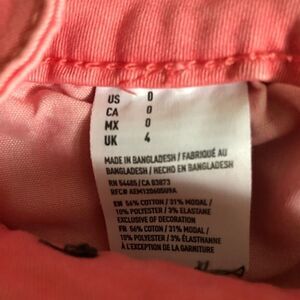 US 0
CA 0
MX 0
UK 4
MADE IN BANGLADESH / FABRIQUÉ AU
BANGLADESH / HECHO EN BANGLADESH
RN 54485 / CA 03873
RFC# AEM120605U9A
EN 56% COTTON / 31% MODAL /
10% POLYESTER / 3% ELASTANE
EXCLUSIVE OF DECORATION
FR 56% COTON / 31% MODAL /
10% POLYESTER / 3% ÉLASTHANNE
À L'EXCEPTION DE LA GARNITURE